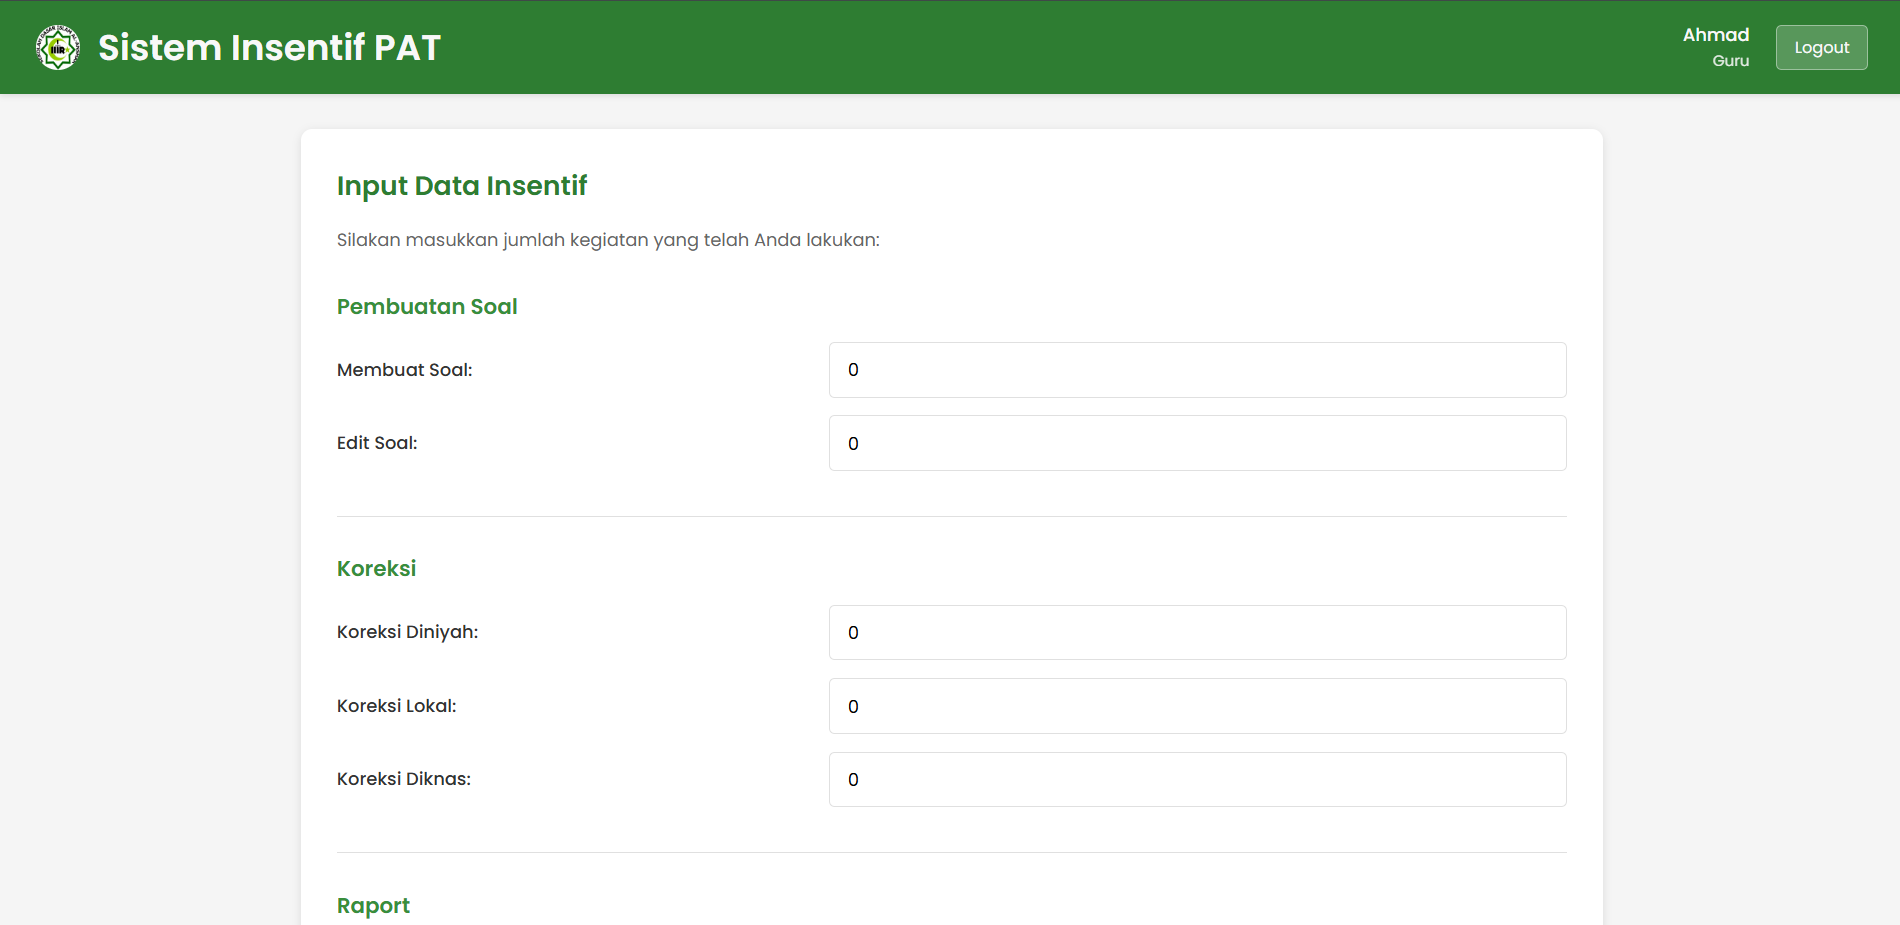 Sistem Insentif PAT
Ahmad
Guru
Logout
Input Data Insentif
Silakan masukkan jumlah kegiatan yang telah Anda lakukan:
Pembuatan Soal
Membuat Soal:
0
Edit Soal:
0
Koreksi
Koreksi Diniyah:
0
Koreksi Lokal:
0
Koreksi Diknas:
0
Raport